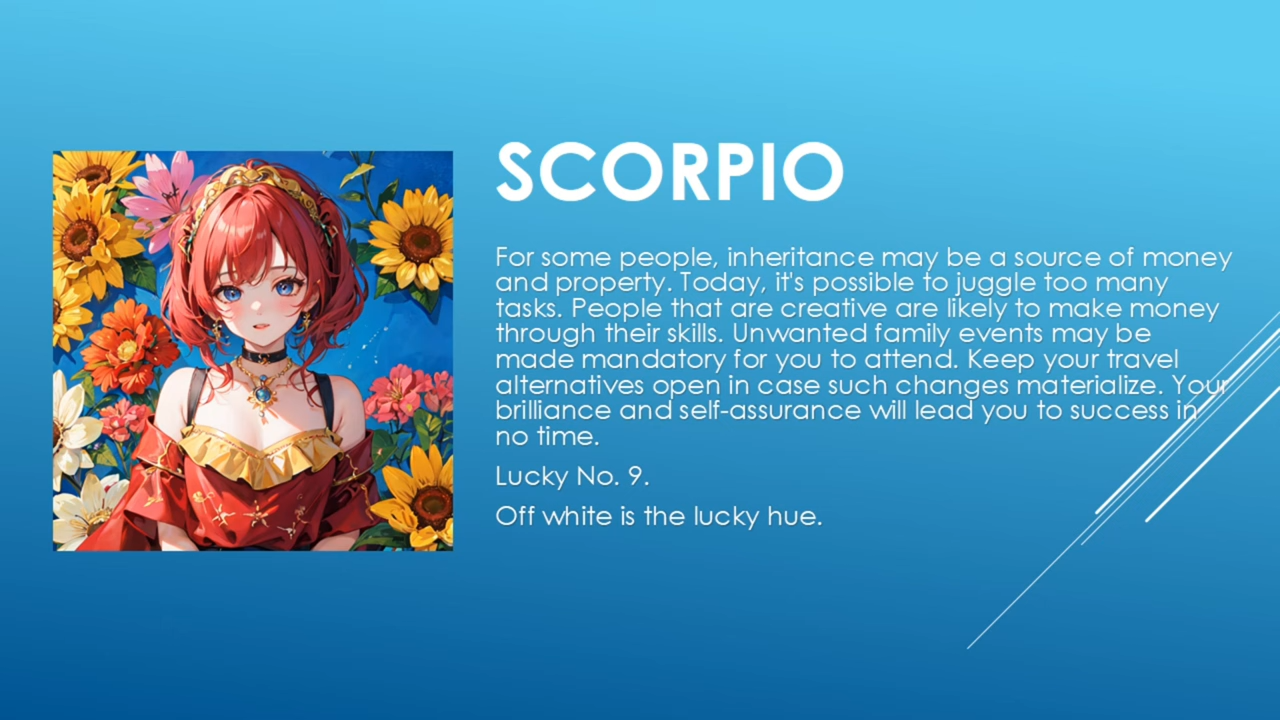 SCORPIO
For some people, inheritance may be a source of money
and property. Today, it's possible to juggle too many
tasks. People that are creative are likely to make money
through their skills. Unwanted family events may be
made mandatory for you to attend. Keep your travel
alternatives open in case such changes materialize. Your
brilliance and self-assurance will lead you to success in
no time.
Lucky No. 9.
Off white is the lucky hue.